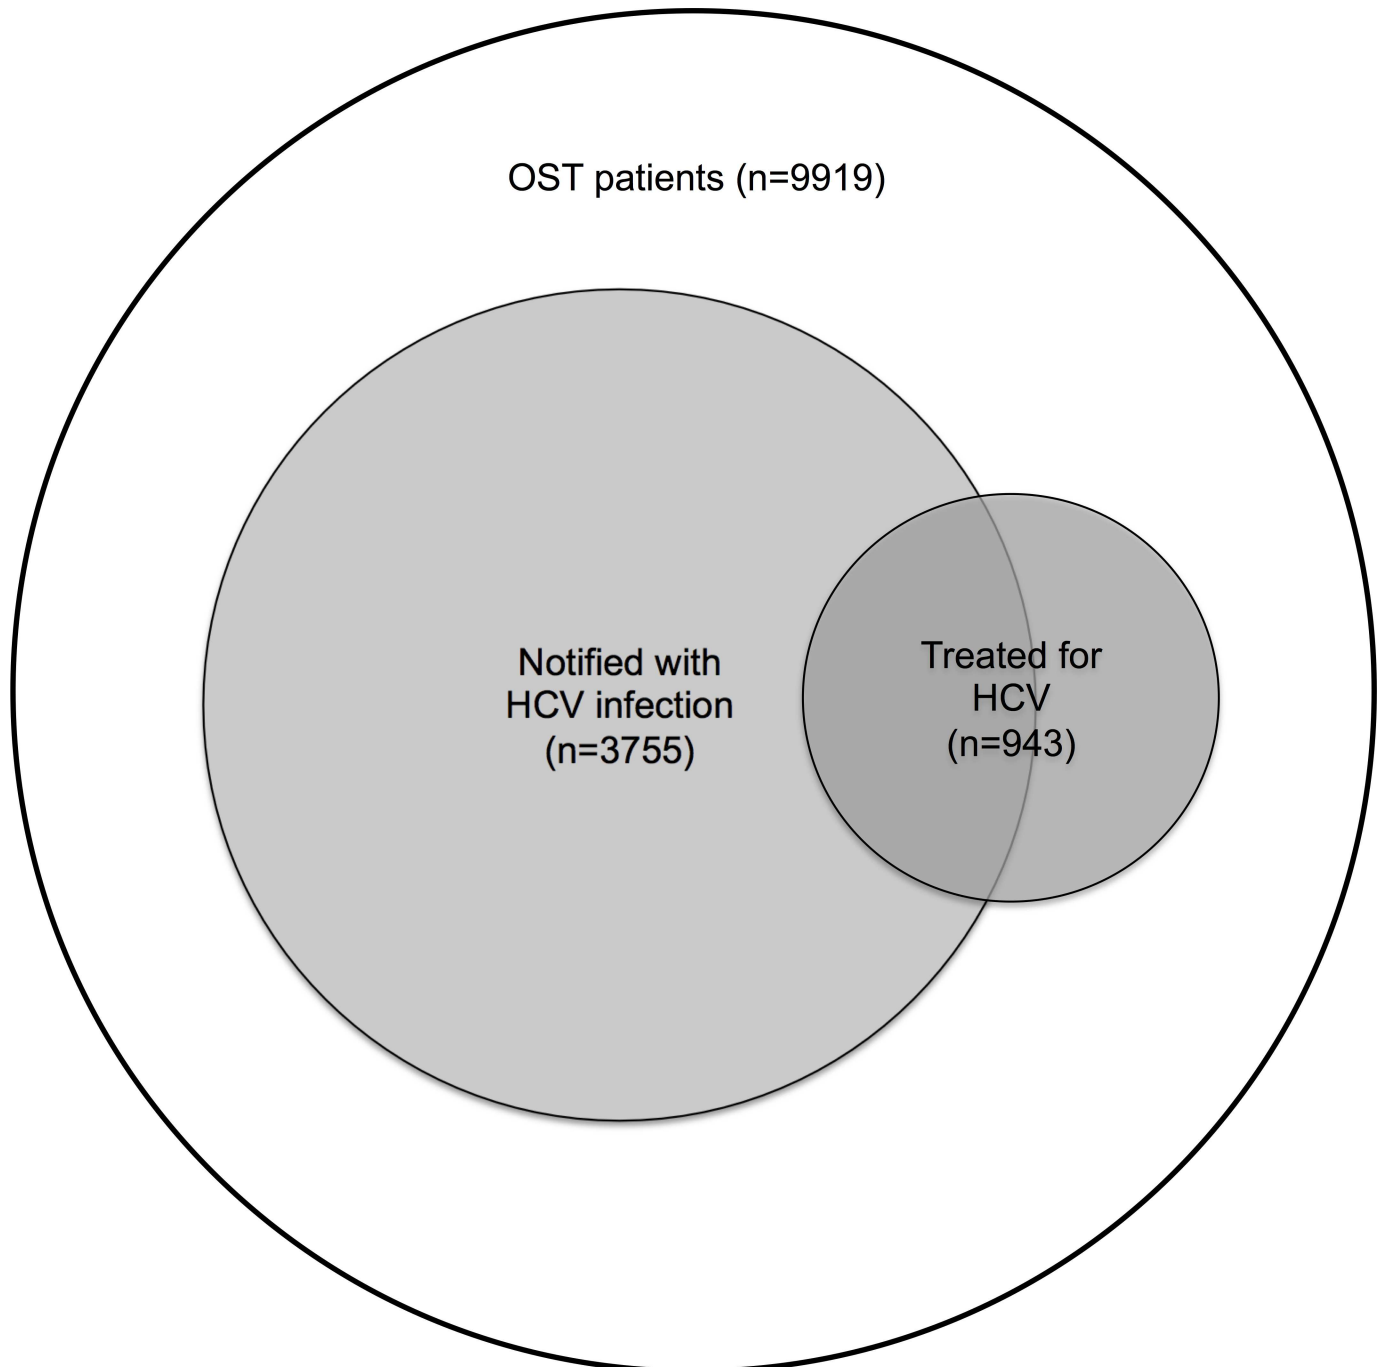 OST patients (n=9919)
Notified with
HCV infection
(n=3755)
Treated for
HCV
(n=943)